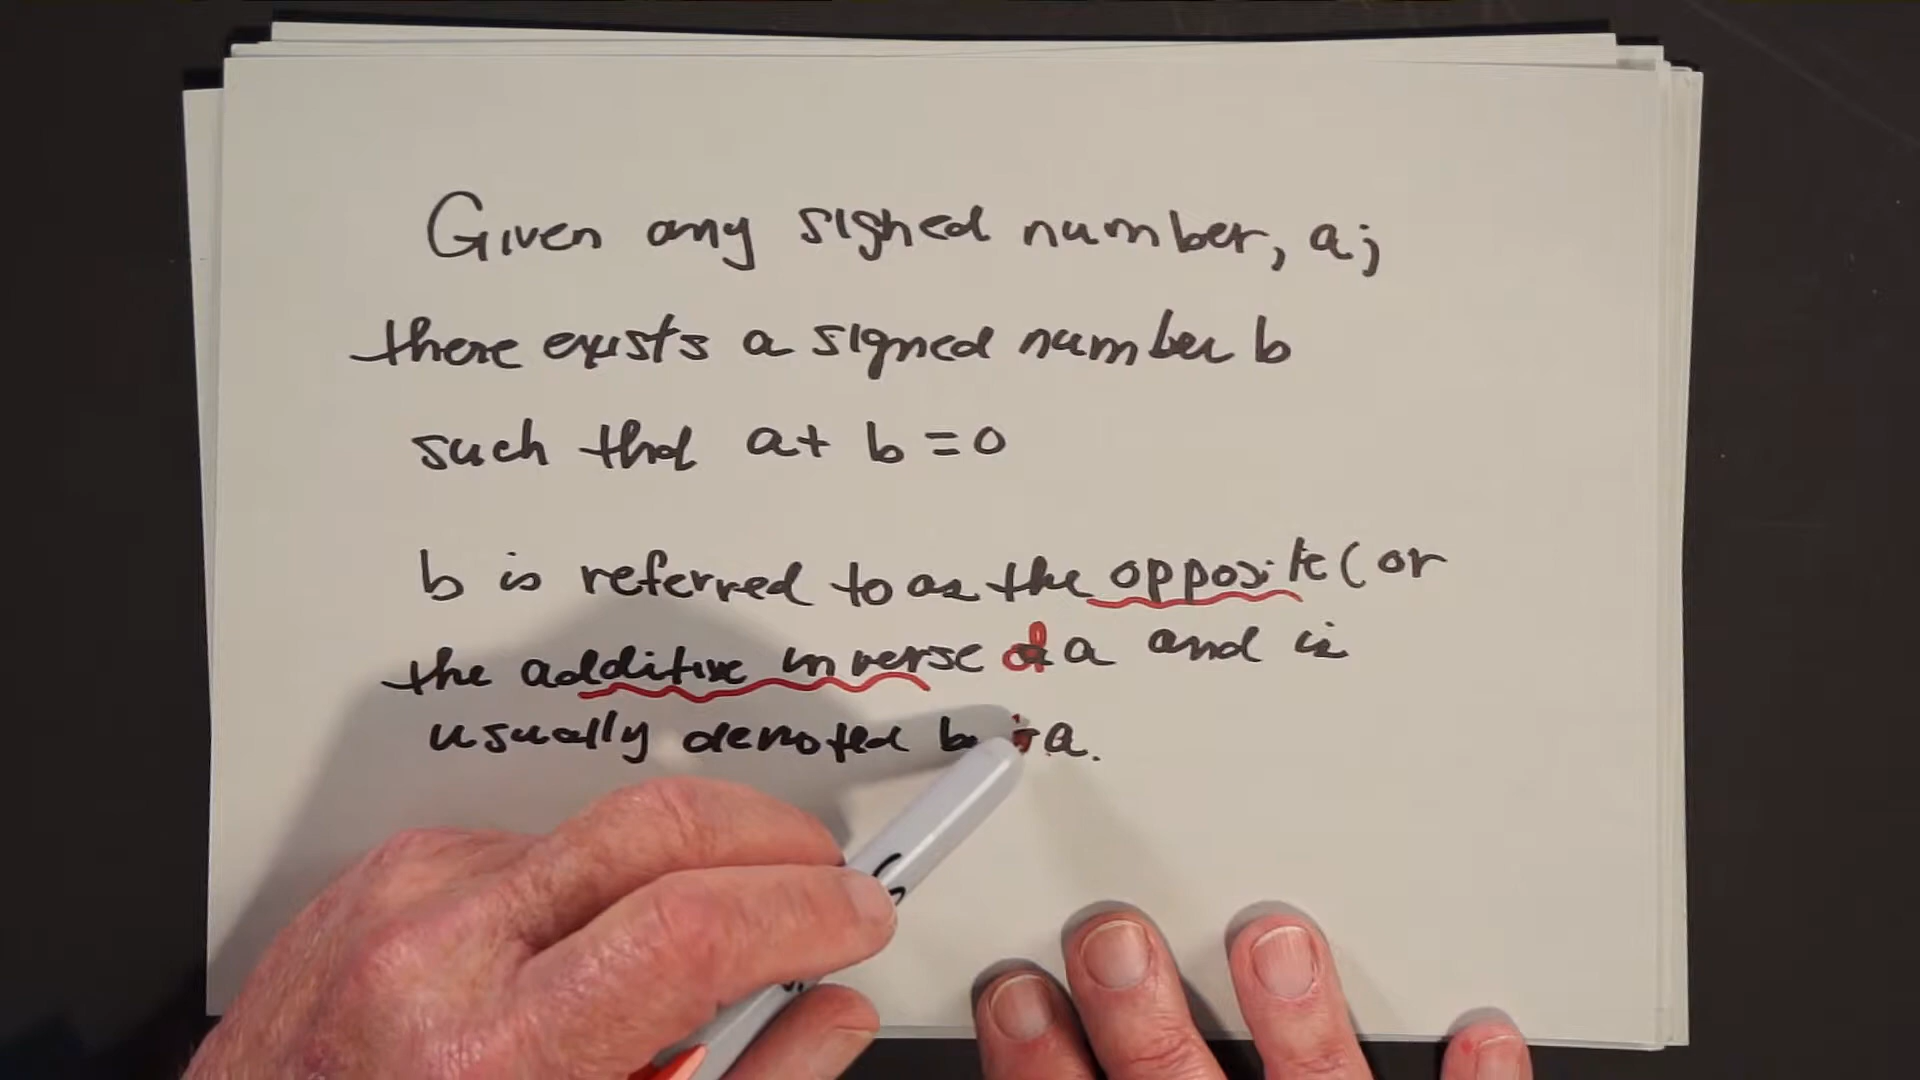 Given any signed number, a;
there exists a signed number b
such that a + b = 0
b is referred to as the opposite (or
the additive inverse of a and is
usually denoted a.